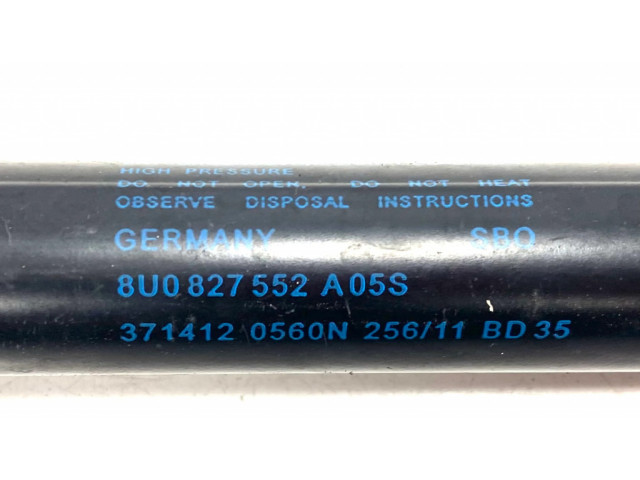 HIGH PRESSURE
DO NOT OPEN, DO NOT HEAT
OBSERVE DISPOSAL INSTRUCTIONS
GERMANY SBO
8U0 827 552 A05S
371412 0560N 256/11 BD 35